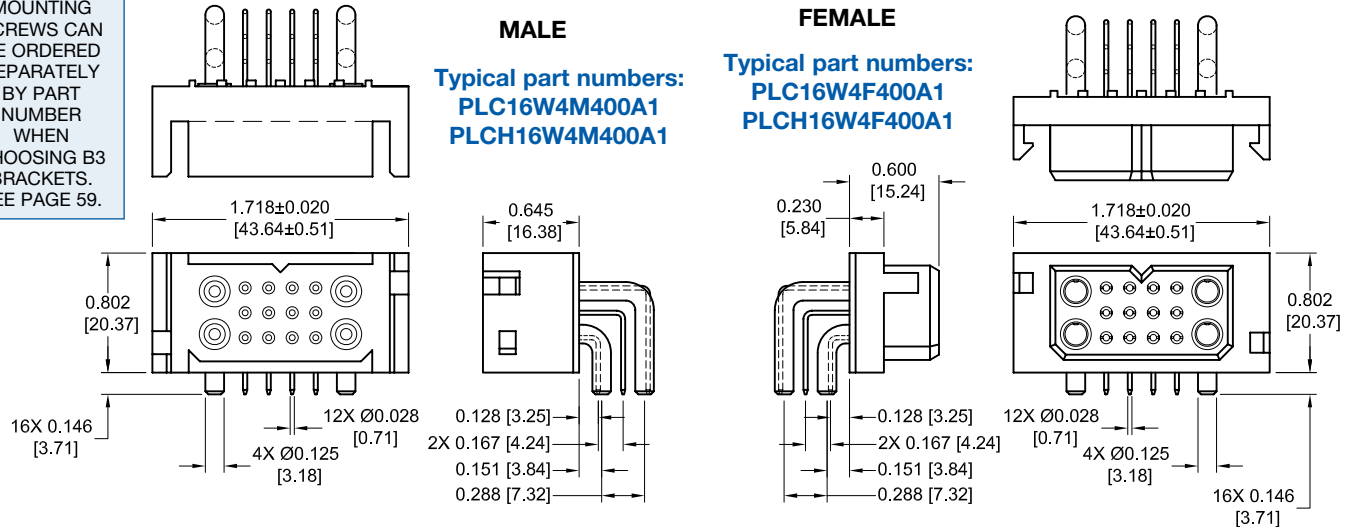 MOUNTING
BY PART
NUMBER
WHEN
BRACKETS.
MALE
Typical part numbers:
PLC16W4M400A1
PLCH16W4M400A1
FEMALE
Typical part numbers:
PLC16W4F400A1
PLCH16W4F400A1
1.718±0.020
[43.64±0.51]
0.645
[16.38]
0.230
[5.84]
0.600
[15.24]
1.718±0.020
[43.64±0.51]
0.802
[20.37]
0.802
[20.37]
16X 0.146
[3.71]
12X Ø0.028
[0.71]
4X Ø0.125
[3.18]
0.128 [3.25]
2X 0.167 [4.24]
0.151 [3.84]
0.288 [7.32]
0.128 [3.25]
2X 0.167 [4.24]
0.151 [3.84]
0.288 [7.32]
12X Ø0.028
[0.71]
4X Ø0.125
[3.18]
16X 0.146
[3.71]
CREWS CAN
E ORDERED
EPARATELY
HOOSING B3
EE PAGE 59.